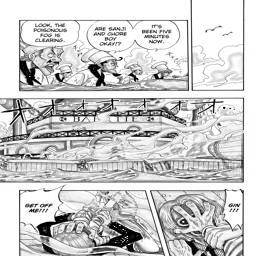 IT'S
BEEN FIVE
MINUTES
NOW.
ARE SANJI
AND CHORE
BOY
OKAY!?
LOOK, THE
POISONOUS
FOG IS
CLEARING.
GIN
!!!
GET OFF
ME!!!